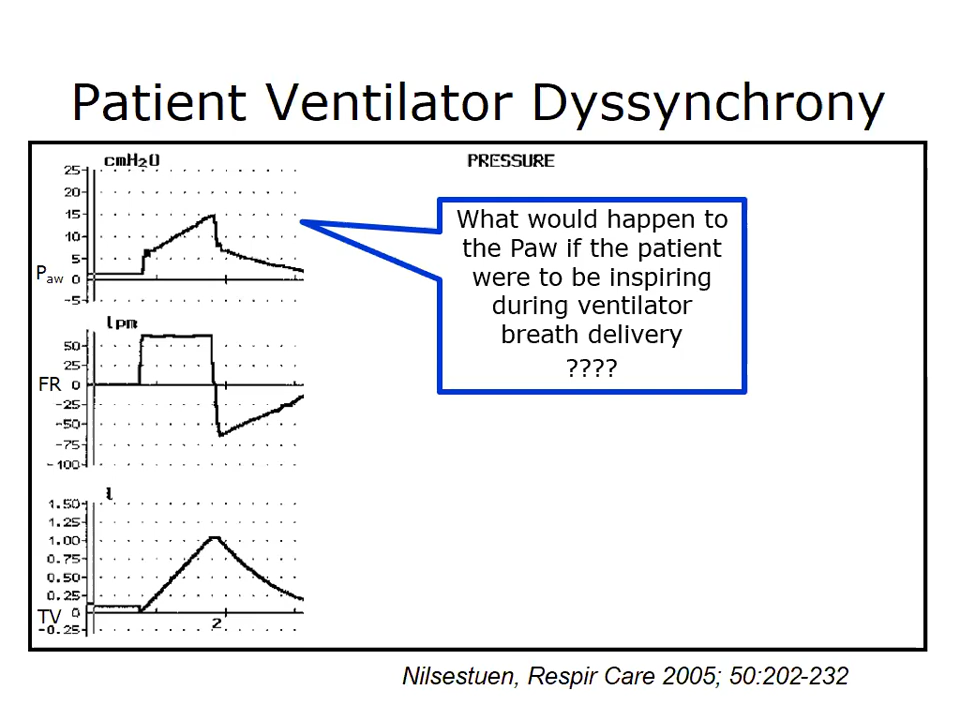 Patient Ventilator Dyssynchrony
cmH2O
PRESSURE
25
20
15
10
5
Paw 0
-5
What would happen to
the Paw if the patient
were to be inspiring
during ventilator
breath delivery
????
lpm
50
25
FR 0
-25
-50
-75
-100
l
1.50
1.25
1.00
0.75
0.50
0.25
TV 0
-0.25
2
Nilsestuen, Respir Care 2005; 50:202-232